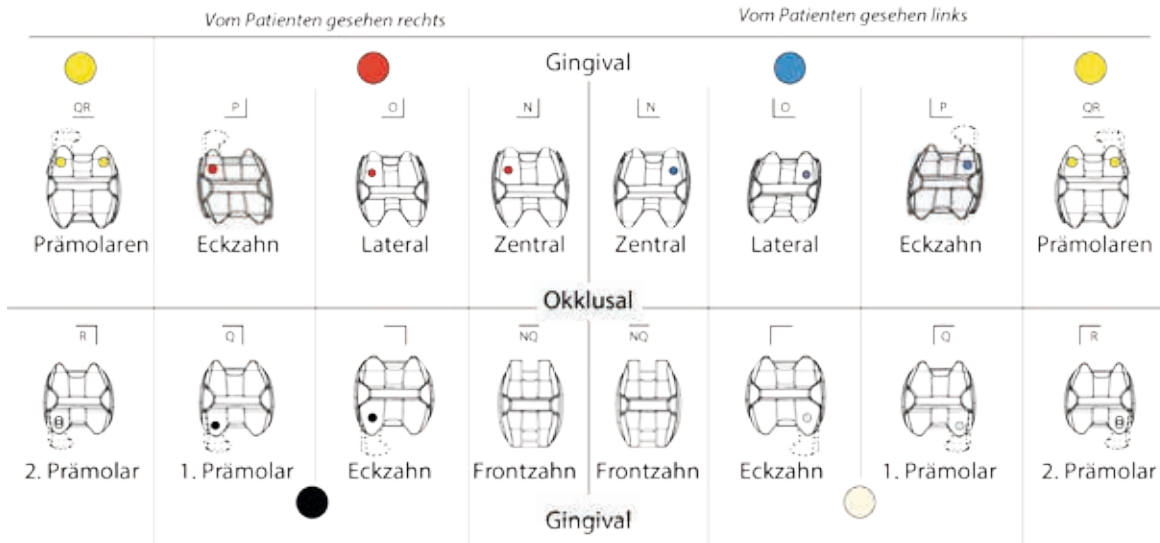 Vom Patienten gesehen rechts Vom Patienten gesehen links
Gingival
QR P O N N O P QR
Prämolaren Eckzahn Lateral Zentral Zentral Lateral Eckzahn Prämolaren
Okklusal
R Q NQ NQ Q R
2. Prämolar 1. Prämolar Eckzahn Frontzahn Frontzahn Eckzahn 1. Prämolar 2. Prämolar
Gingival